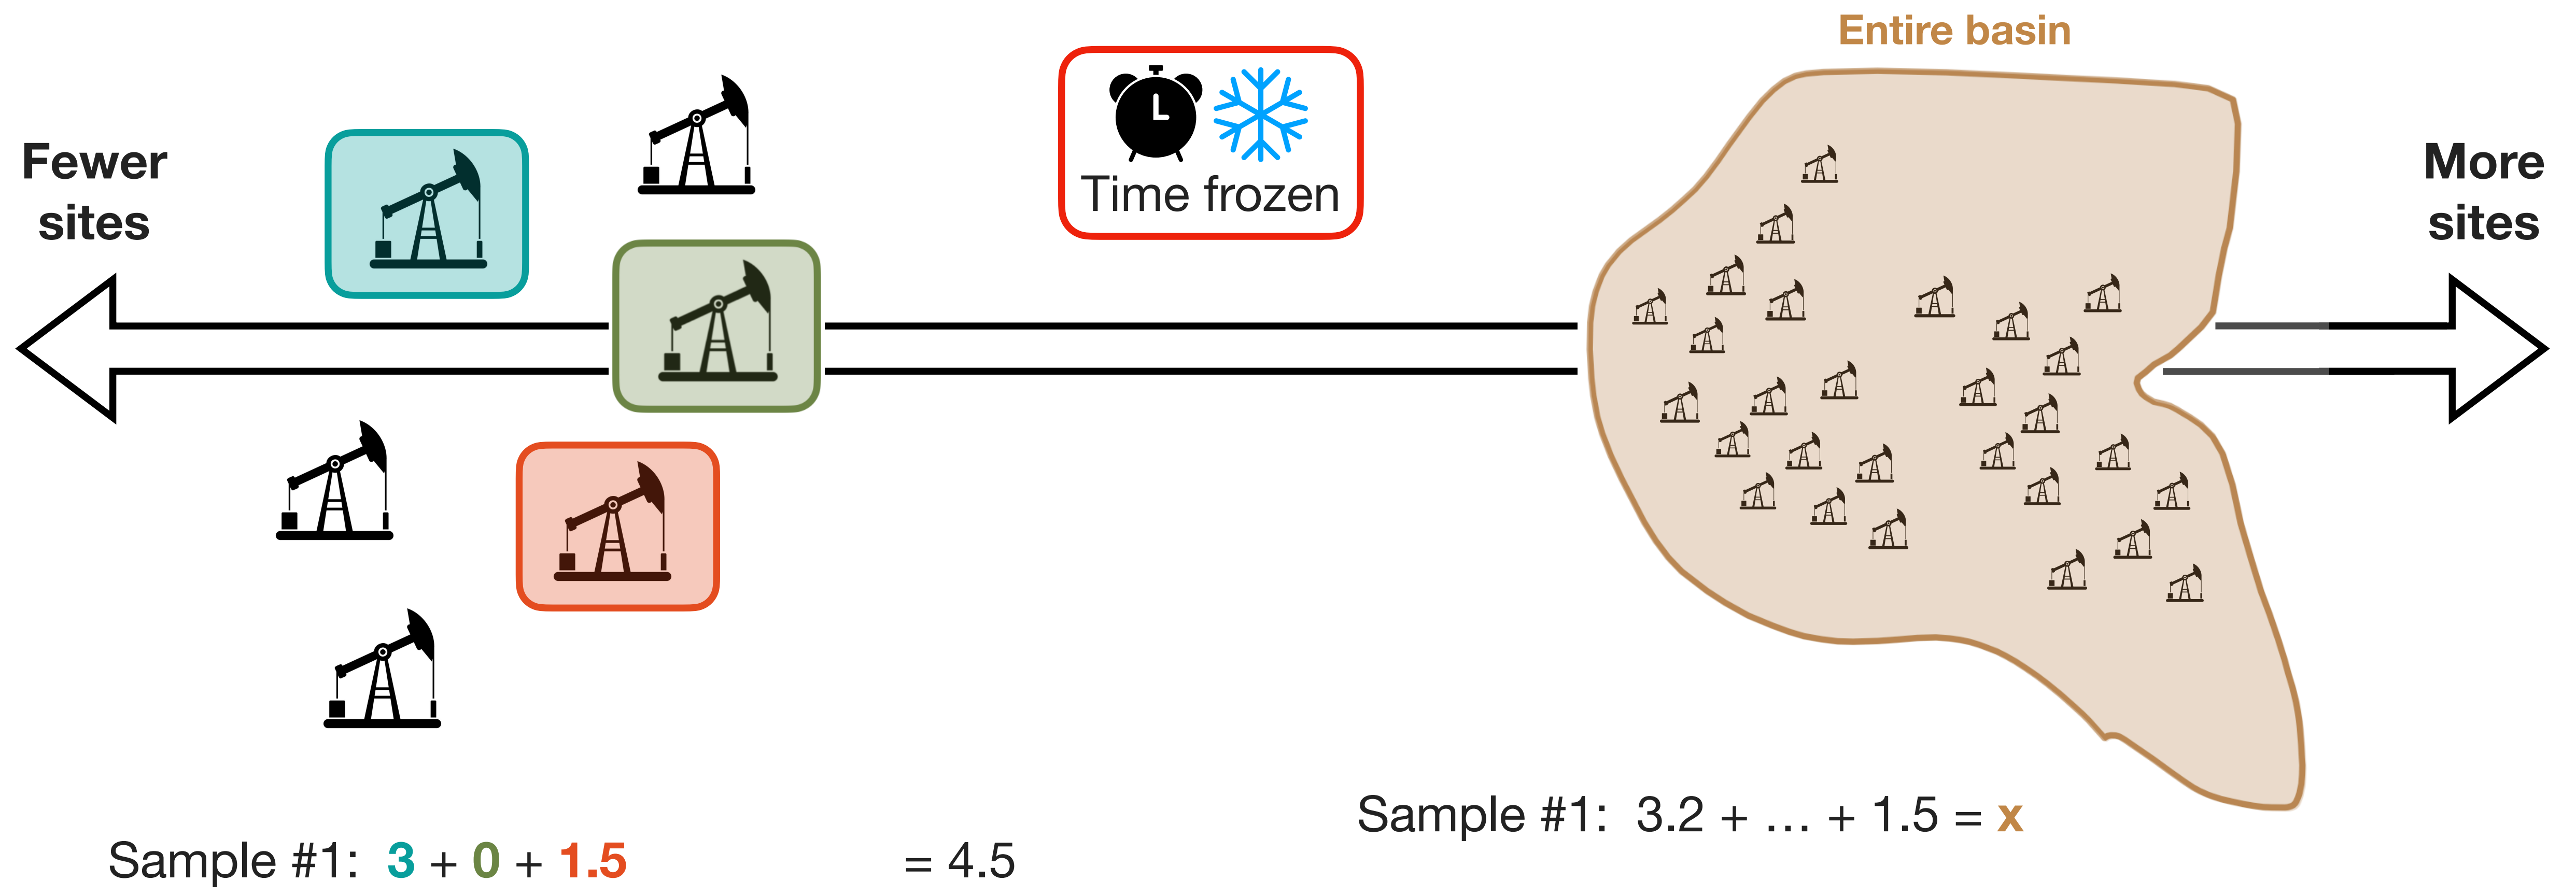 Entire basin
Fewer
sites
Time frozen
More
sites
Sample #1: 3.2 + ... + 1.5 = x
Sample #1: 3 + 0 + 1.5 = 4.5